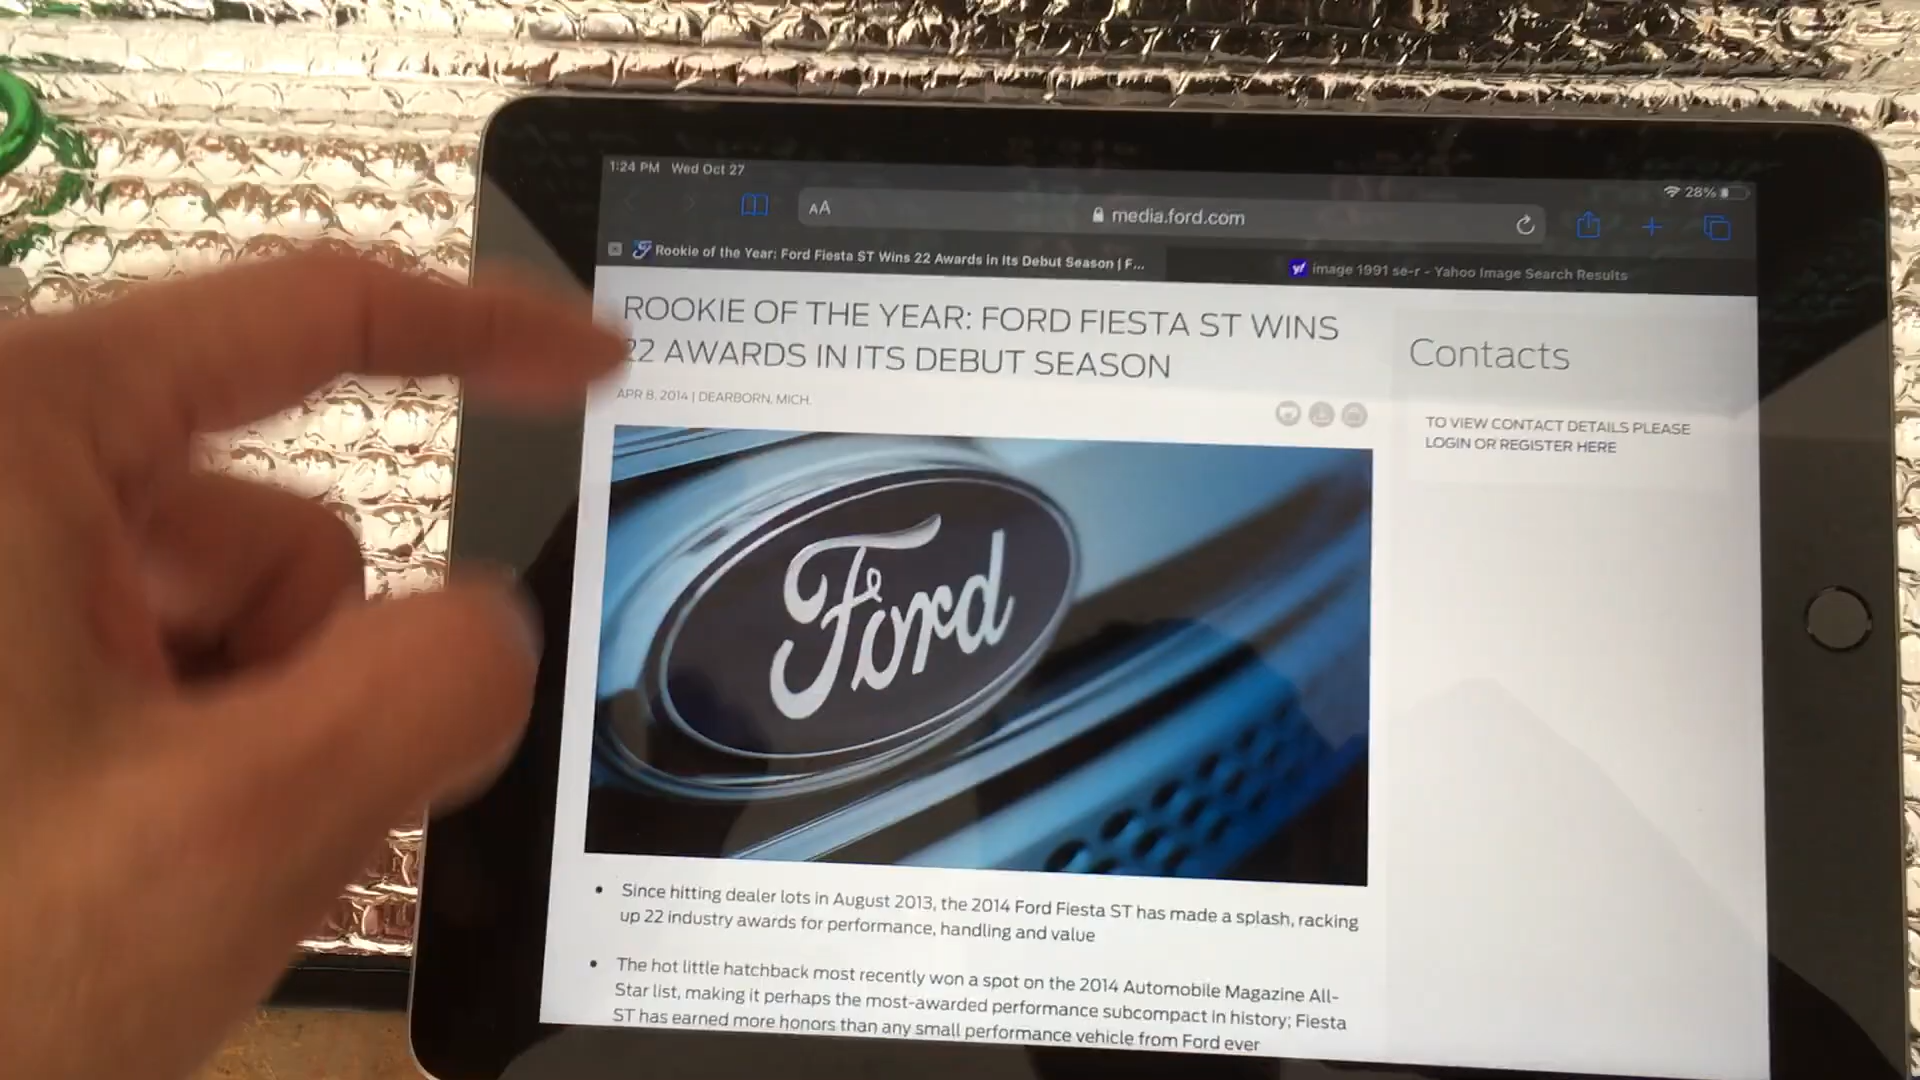 1:24 PM Wed Oct 27
28%
AA
media.ford.com
Rookie of the Year: Ford Fiesta ST Wins 22 Awards in Its Debut Season | F...
image 1991 se-r - Yahoo Image Search Results
ROOKIE OF THE YEAR: FORD FIESTA ST WINS
22 AWARDS IN ITS DEBUT SEASON
APR 8, 2014 | DEARBORN, MICH.
Contacts
TO VIEW CONTACT DETAILS PLEASE
LOGIN OR REGISTER HERE
Ford
• Since hitting dealer lots in August 2013, the 2014 Ford Fiesta ST has made a splash, racking
up 22 industry awards for performance, handling and value
• The hot little hatchback most recently won a spot on the 2014 Automobile Magazine All-
Star list, making it perhaps the most-awarded performance subcompact in history; Fiesta
ST has earned more honors than any small performance vehicle from Ford ever